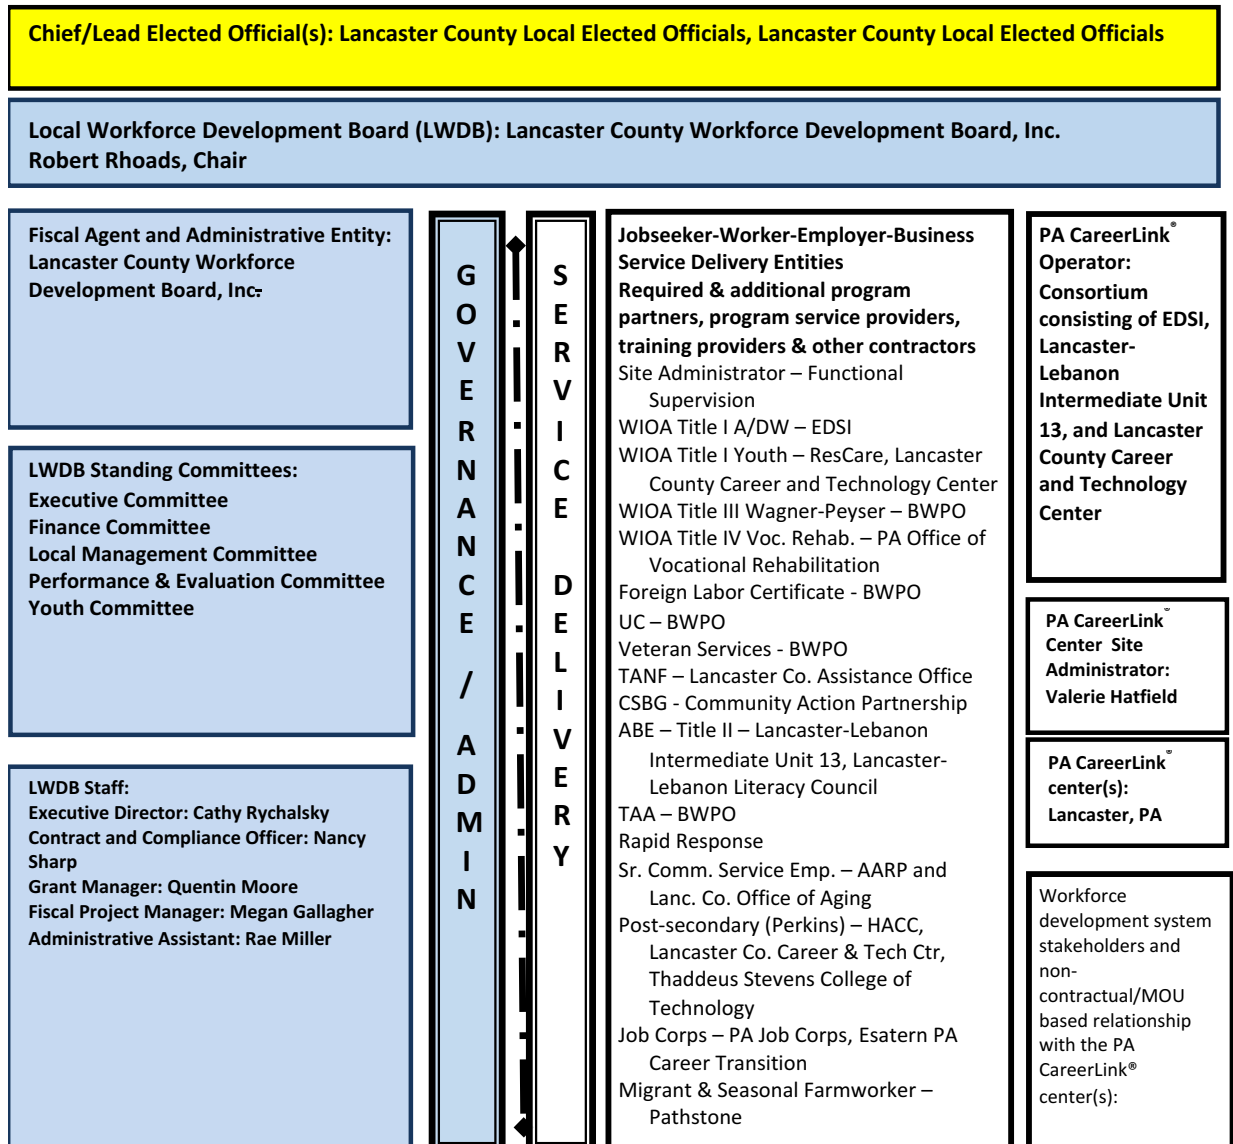 Chief/Lead Elected Official(s): Lancaster County Local Elected Officials, Lancaster County Local Elected Officials
Local Workforce Development Board (LWDB): Lancaster County Workforce Development Board, Inc.
Robert Rhoads, Chair
Fiscal Agent and Administrative Entity:
Lancaster County Workforce
Development Board, Inc.
LWDB Standing Committees:
Executive Committee
Finance Committee
Local Management Committee
Performance & Evaluation Committee
Youth Committee
LWDB Staff:
Executive Director: Cathy Rychalsky
Contract and Compliance Officer: Nancy
Sharp
Grant Manager: Quentin Moore
Fiscal Project Manager: Megan Gallagher
Administrative Assistant: Rae Miller
G
O
V
E
R
N
A
N
C
E
/
A
D
M
I
N
S
E
R
V
I
C
E
D
E
L
I
V
E
R
Y
Jobseeker-Worker-Employer-Business
Service Delivery Entities
Required & additional program
partners, program service providers,
training providers & other contractors
Site Administrator – Functional
Supervision
WIOA Title I A/DW – EDSI
WIOA Title I Youth – ResCare, Lancaster
County Career and Technology Center
WIOA Title III Wagner-Peyser – BWPO
WIOA Title IV Voc. Rehab. – PA Office of
Vocational Rehabilitation
Foreign Labor Certificate - BWPO
UC – BWPO
Veteran Services - BWPO
TANF – Lancaster Co. Assistance Office
CSBG - Community Action Partnership
ABE – Title II – Lancaster-Lebanon
Intermediate Unit 13, Lancaster-
Lebanon Literacy Council
TAA – BWPO
Rapid Response
Sr. Comm. Service Emp. – AARP and
Lanc. Co. Office of Aging
Post-secondary (Perkins) – HACC,
Lancaster Co. Career & Tech Ctr,
Thaddeus Stevens College of
Technology
Job Corps – PA Job Corps, Esatern PA
Career Transition
Migrant & Seasonal Farmworker –
Pathstone
PA CareerLink®
Operator:
Consortium
consisting of EDSI,
Lancaster-
Lebanon
Intermediate Unit
13, and Lancaster
County Career
and Technology
Center
PA CareerLink®
Center Site
Administrator:
Valerie Hatfield
PA CareerLink®
center(s):
Lancaster, PA
Workforce
development system
stakeholders and
non-
contractual/MOU
based relationship
with the PA
CareerLink®
center(s):